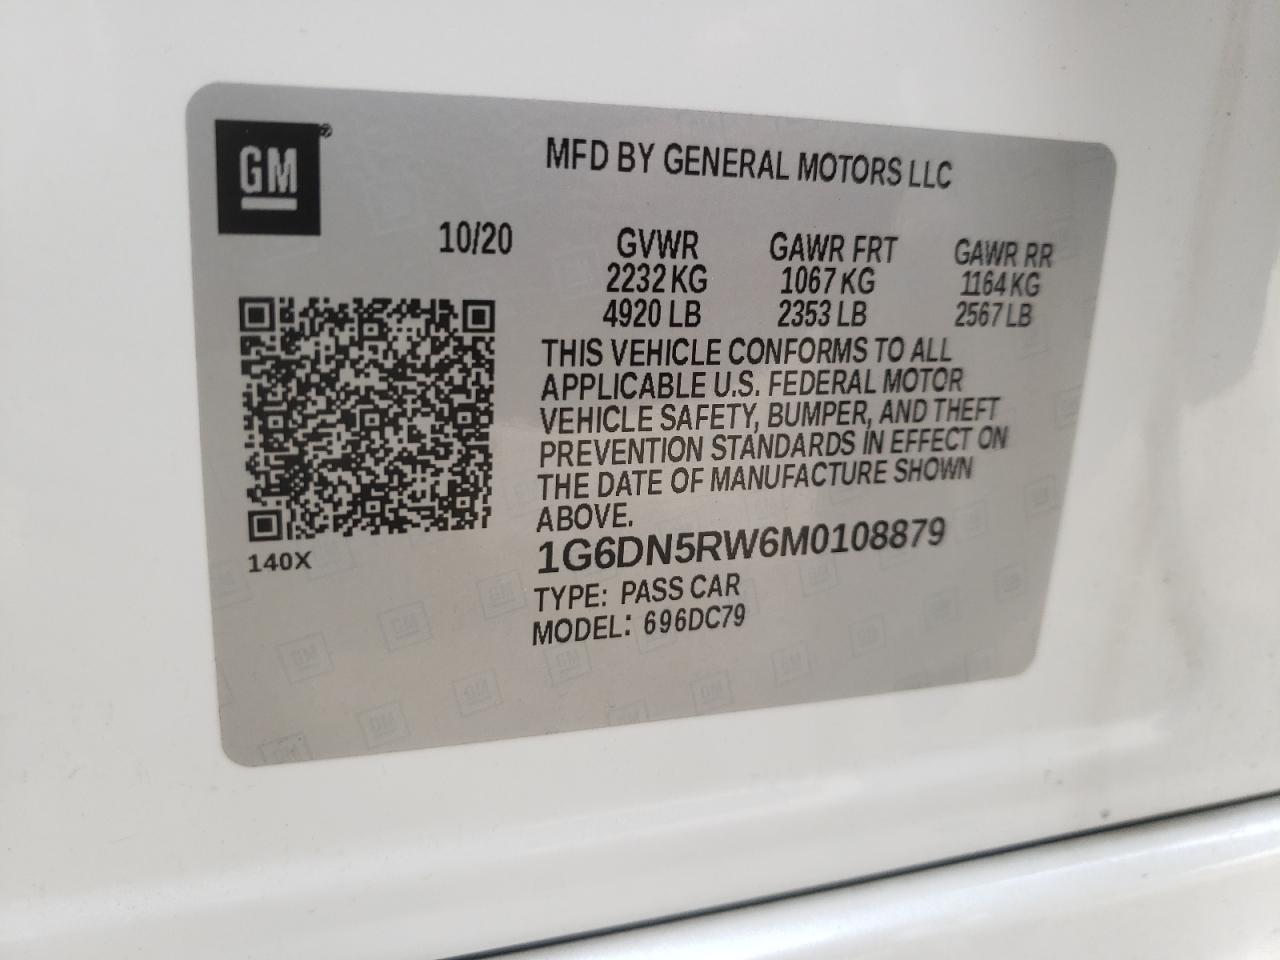 GM®
MFD BY GENERAL MOTORS LLC
10/20
GVWR GAWR FRT GAWR RR
2232 KG 1067 KG 1164 KG
4920 LB 2353 LB 2567 LB
THIS VEHICLE CONFORMS TO ALL
APPLICABLE U.S. FEDERAL MOTOR
VEHICLE SAFETY, BUMPER, AND THEFT
PREVENTION STANDARDS IN EFFECT ON
THE DATE OF MANUFACTURE SHOWN
ABOVE.
140X
1G6DN5RW6M0108879
TYPE: PASS CAR
MODEL: 696DC79